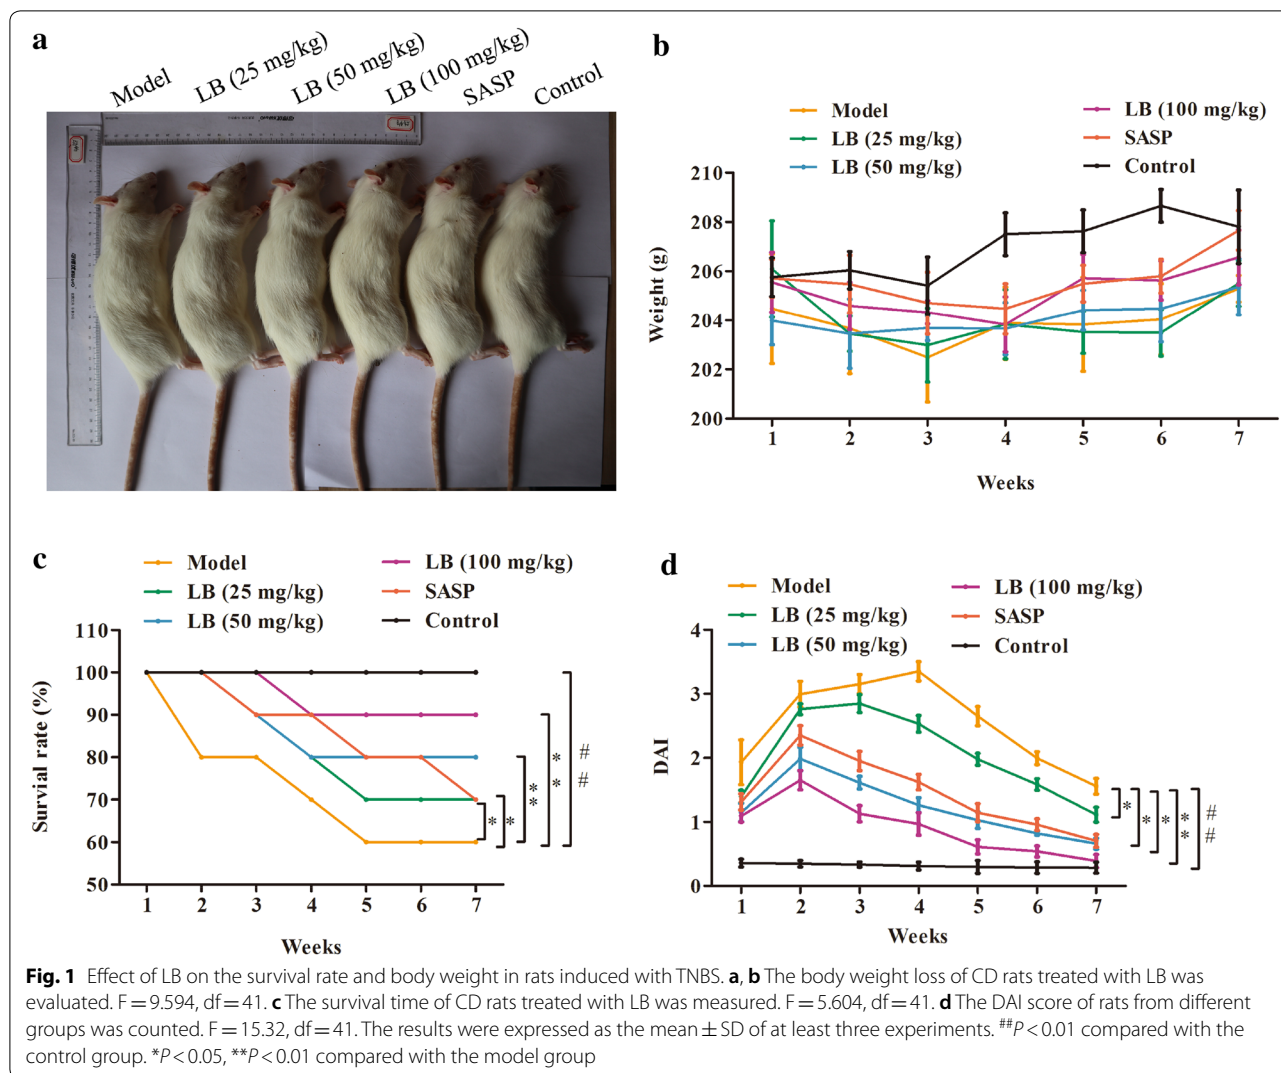 a
Model
LB (25 mg/kg)
LB (50 mg/kg)
LB (100 mg/kg)
SASP
Control
b
Model
LB (25 mg/kg)
LB (50 mg/kg)
LB (100 mg/kg)
SASP
Control
Weight (g)
210
208
206
204
202
200
1 2 3 4 5 6 7
Weeks
c
Model
LB (25 mg/kg)
LB (50 mg/kg)
LB (100 mg/kg)
SASP
Control
Survival rate (%)
110
100
90
80
70
60
50
1 2 3 4 5 6 7
Weeks
*
*
**
**
##
d
Model
LB (25 mg/kg)
LB (50 mg/kg)
LB (100 mg/kg)
SASP
Control
DAI
4
3
2
1
0
1 2 3 4 5 6 7
Weeks
*
*
*
**
##
Fig. 1 Effect of LB on the survival rate and body weight in rats induced with TNBS. a, b The body weight loss of CD rats treated with LB was
evaluated. F = 9.594, df = 41. c The survival time of CD rats treated with LB was measured. F = 5.604, df = 41. d The DAI score of rats from different
groups was counted. F = 15.32, df = 41. The results were expressed as the mean ± SD of at least three experiments. ##P < 0.01 compared with the
control group. *P < 0.05, **P < 0.01 compared with the model group